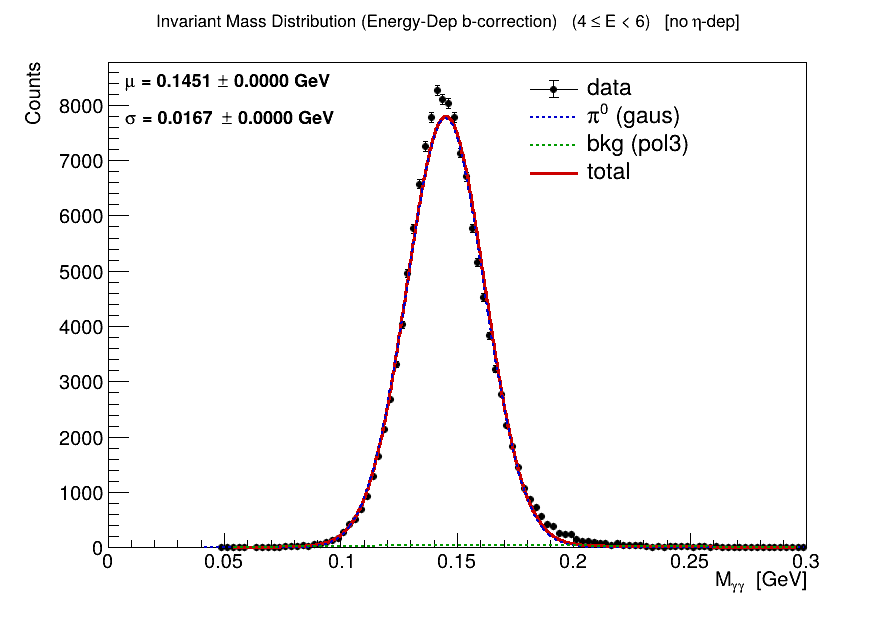 Invariant Mass Distribution (Energy-Dep b-correction) (4 ≤ E < 6) [no η-dep]
Counts
μ = 0.1451 ± 0.0000 GeV
σ = 0.0167 ± 0.0000 GeV
data
π⁰ (gaus)
bkg (pol3)
total
8000
7000
6000
5000
4000
3000
2000
1000
0
0 0.05 0.1 0.15 0.2 0.25 0.3
Mγγ [GeV]